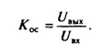 Kос = Uвых / Uвх .